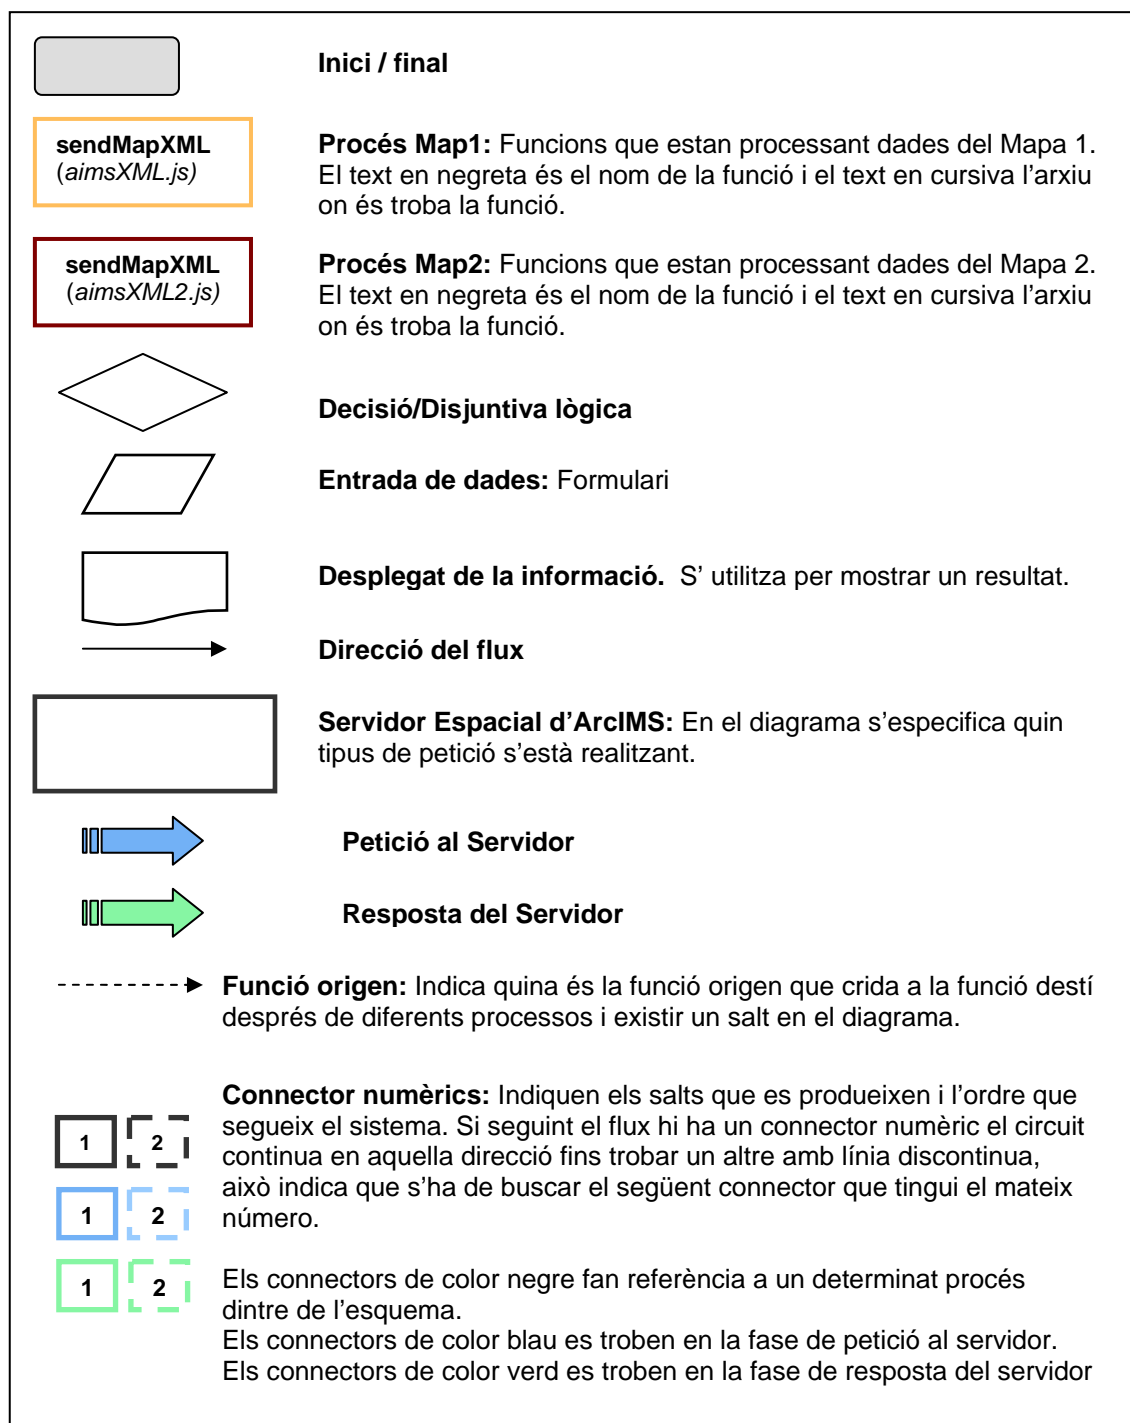 Inici / final
sendMapXML
(aimsXML.js)
Procés Map1: Funcions que estan processant dades del Mapa 1.
El text en negreta és el nom de la funció i el text en cursiva l’arxiu
on és troba la funció.
sendMapXML
(aimsXML2.js)
Procés Map2: Funcions que estan processant dades del Mapa 2.
El text en negreta és el nom de la funció i el text en cursiva l’arxiu
on és troba la funció.
Decisió/Disjuntiva lògica
Entrada de dades: Formulari
Desplegat de la informació.  S’ utilitza per mostrar un resultat.
Direcció del flux
Servidor Espacial d’ArcIMS: En el diagrama s’especifica quin
tipus de petició s’està realitzant.
Petició al Servidor
Resposta del Servidor
Funció origen: Indica quina és la funció origen que crida a la funció destí
després de diferents processos i existir un salt en el diagrama.
Connector numèrics: Indiquen els salts que es produeixen i l’ordre que
segueix el sistema. Si seguint el flux hi ha un connector numèric el circuit
continua en aquella direcció fins trobar un altre amb línia discontinua,
això indica que s’ha de buscar el següent connector que tingui el mateix
número.
1 2
1 2
1 2
Els connectors de color negre fan referència a un determinat procés
dintre de l’esquema.
Els connectors de color blau es troben en la fase de petició al servidor.
Els connectors de color verd es troben en la fase de resposta del servidor